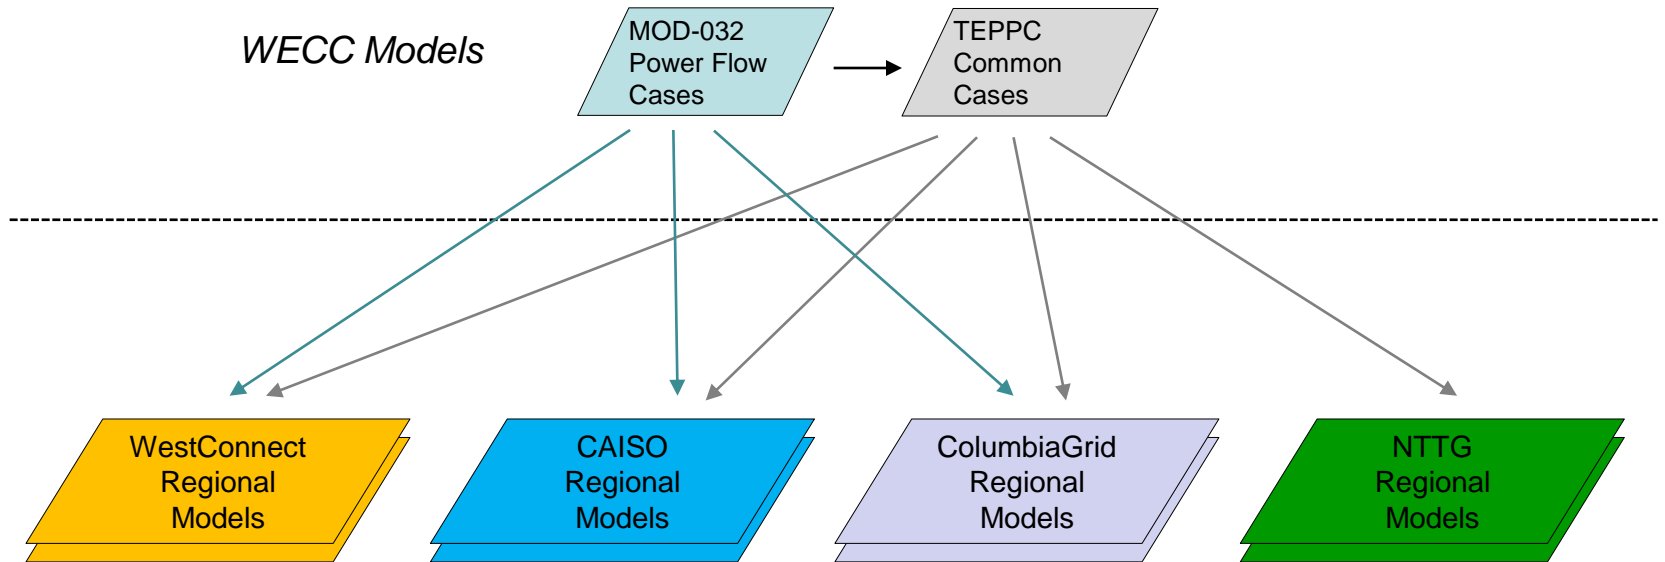 WECC Models
MOD-032
Power Flow
Cases
TEPPC
Common
Cases
WestConnect
Regional
Models
CAISO
Regional
Models
ColumbiaGrid
Regional
Models
NTTG
Regional
Models